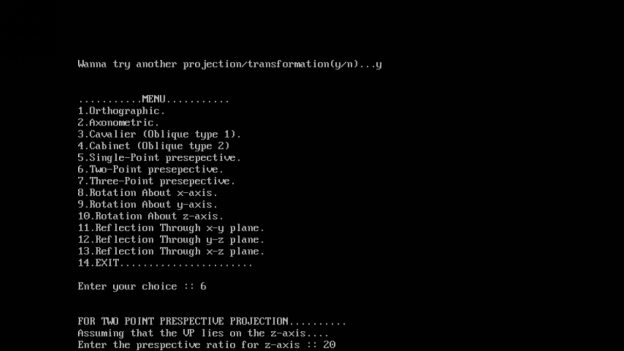 Wanna try another projection/transformation(y/n)...y
...........MENU...........
1.Orthographic.
2.Axonometric.
3.Cavalier (Oblique type 1).
4.Cabinet (Oblique type 2)
5.Single-Point presepective.
6.Two-Point presepective.
7.Three-Point presepective.
8.Rotation About x-axis.
9.Rotation About y-axis.
10.Rotation About z-axis.
11.Reflection Through x-y plane.
12.Reflection Through y-z plane.
13.Reflection Through x-z plane.
14.EXIT.......................
Enter your choice :: 6
FOR TWO POINT PRESPECTIVE PROJECTION..........
Assuming that the VP lies on the z-axis....
Enter the prespective ratio for z-axis :: 20